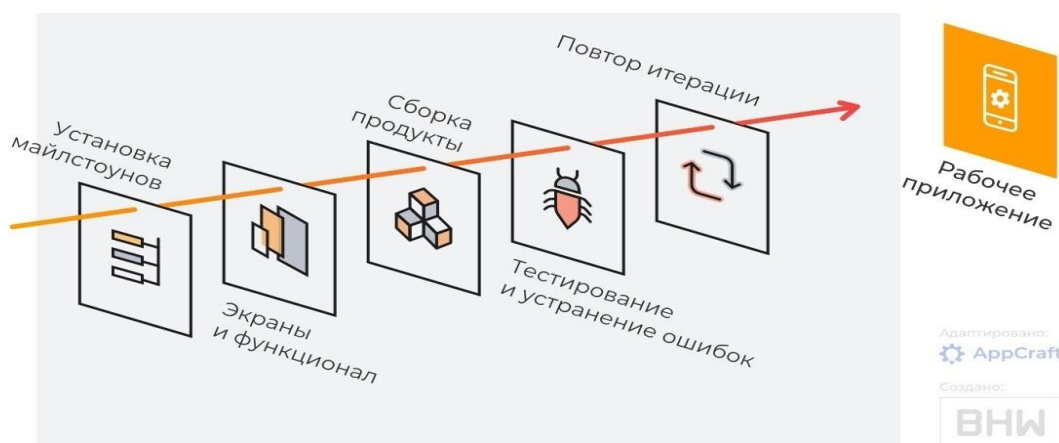 Установка
майлстоунов
Экраны
и функционал
Сборка
продукты
Тестирование
и устранение ошибок
Повтор итерации
Рабочее
приложение
Адаптировано:
AppCraft
Создано:
BHW